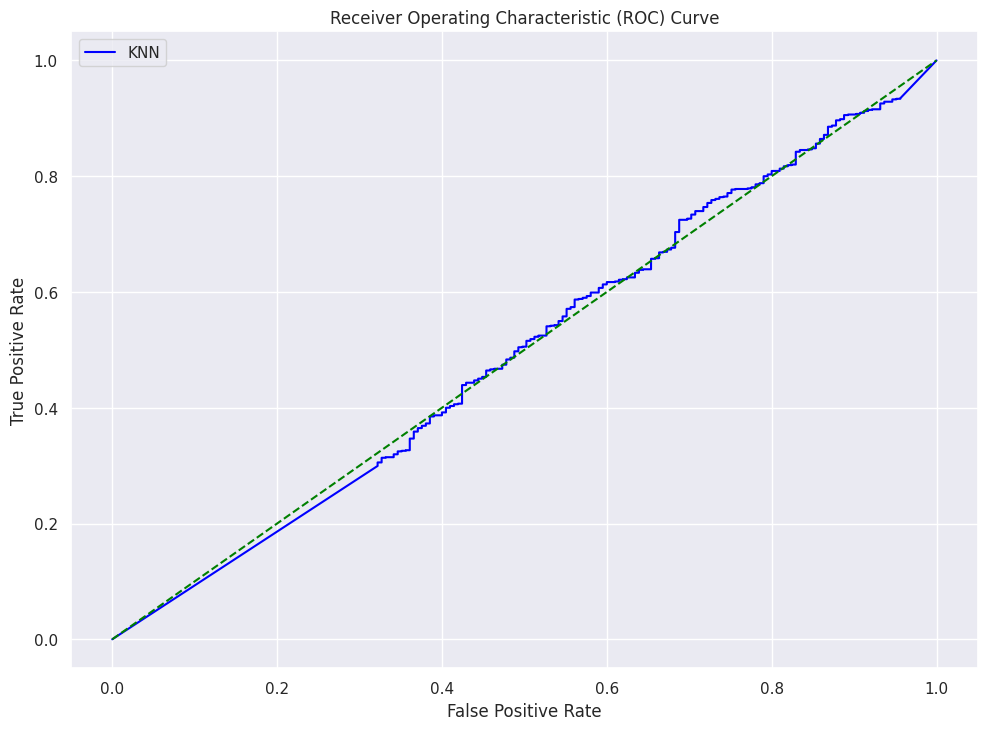 Receiver Operating Characteristic (ROC) Curve
KNN
1.0
0.8
0.6
0.4
0.2
0.0
True Positive Rate
0.0 0.2 0.4 0.6 0.8 1.0
False Positive Rate